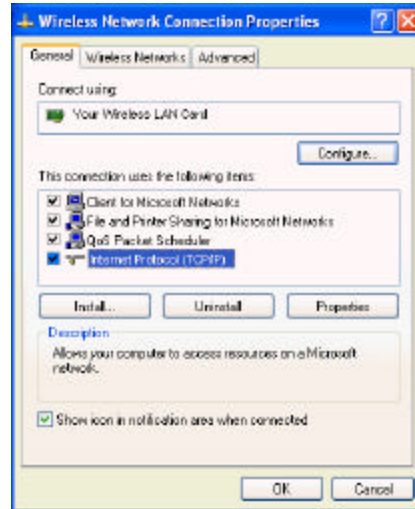 Wireless Network Connection Properties
General Wireless Networks Advanced
Connect using:
Your Wireless LAN Card
Configure...
This connection uses the following items:
Client for Microsoft Networks
File and Printer Sharing for Microsoft Networks
QoS Packet Scheduler
Internet Protocol (TCP/IP)
Install... Uninstall Properties
Description
Allows your computer to access resources on a Microsoft
network.
Show icon in notification area when connected
OK Cancel